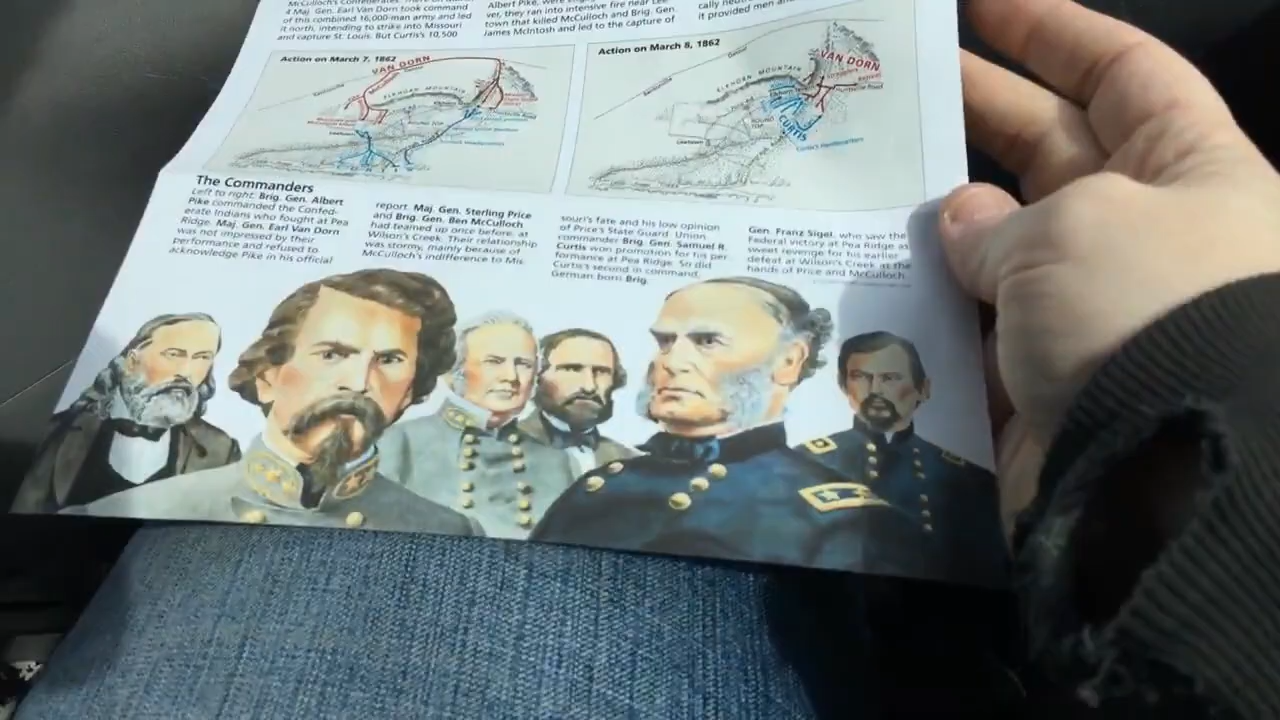 McCulloch's Confederates. There on
Maj. Gen. Earl Van Dorn took command
of this combined 16,000-man army and led
it north, intending to strike into Missouri
and capture St. Louis. But Curtis's 10,500
Albert Pike, were
ver, they ran into intensive fire near Lee
town that killed McCulloch and Brig. Gen.
James McIntosh and led to the capture of
cally
it provided men and
Action on March 7, 1862
VAN DORN
ELKHORN MOUNTAIN
ROUND TOP
Leetown
Action on March 8, 1862
VAN DORN
ELKHORN MOUNTAIN
Elkhorn
ROUND TOP
CURTIS
Leetown
Curtis's Headquarters
The Commanders
Left to right: Brig. Gen. Albert
Pike commanded the Confed-
erate Indians who fought at Pea
Ridge. Maj. Gen. Earl Van Dorn
was not impressed by their
performance and refused to
acknowledge Pike in his official
report. Maj. Gen. Sterling Price
and Brig. Gen. Ben McCulloch
had teamed up once before, at
Wilson's Creek. Their relationship
was stormy, mainly because of
McCulloch's indifference to Mis
souri's fate and his low opinion
of Price's State Guard. Union
commander Brig. Gen. Samuel R.
Curtis won promotion for his per
formance at Pea Ridge. So did
Curtis's second in command,
German born Brig.
Gen. Franz Sigel, who saw the
Federal victory at Pea Ridge as
sweet revenge for his earlier
defeat at Wilson's Creek at the
hands of Price and McCulloch.